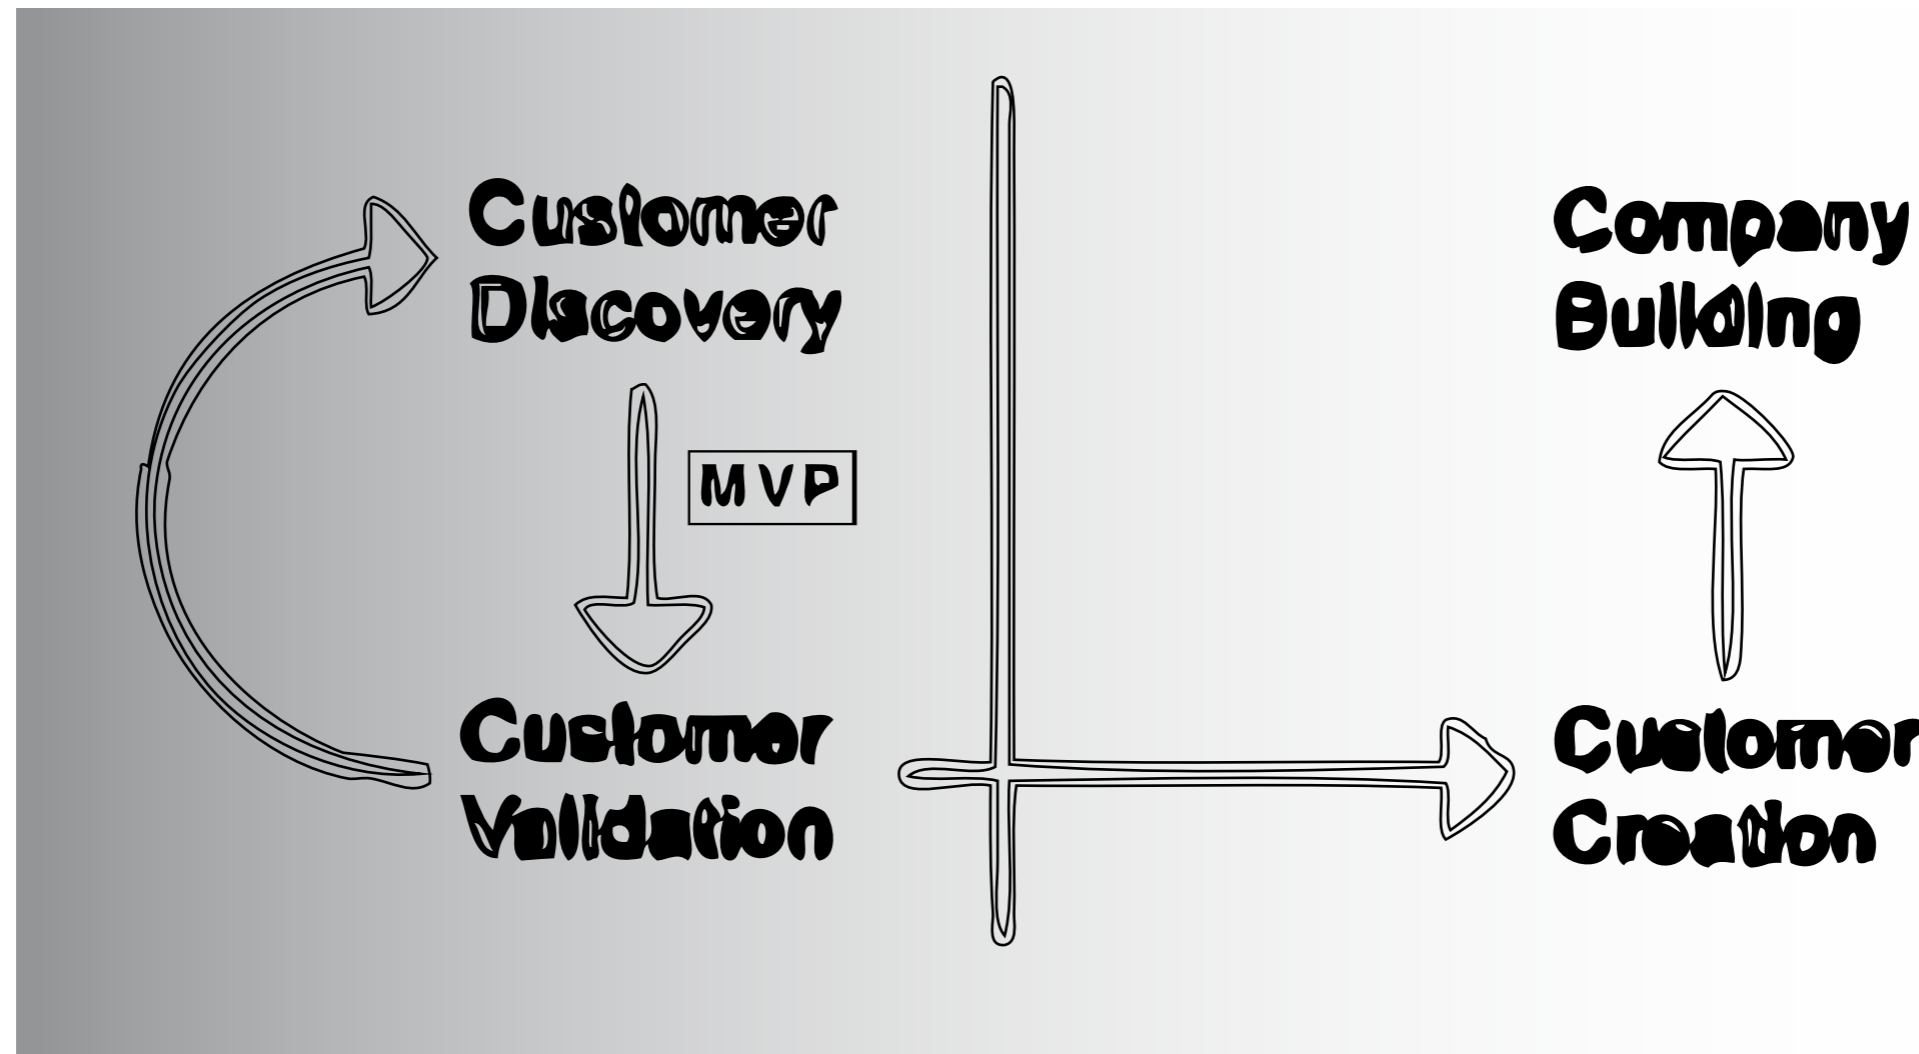 Customer
Discovery
MVP
Customer
Validation
Company
Building
Customer
Creation